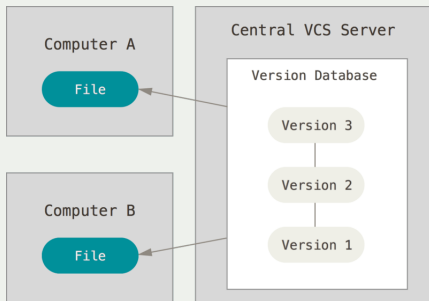 Computer A
File
Computer B
File
Central VCS Server
Version Database
Version 3
Version 2
Version 1